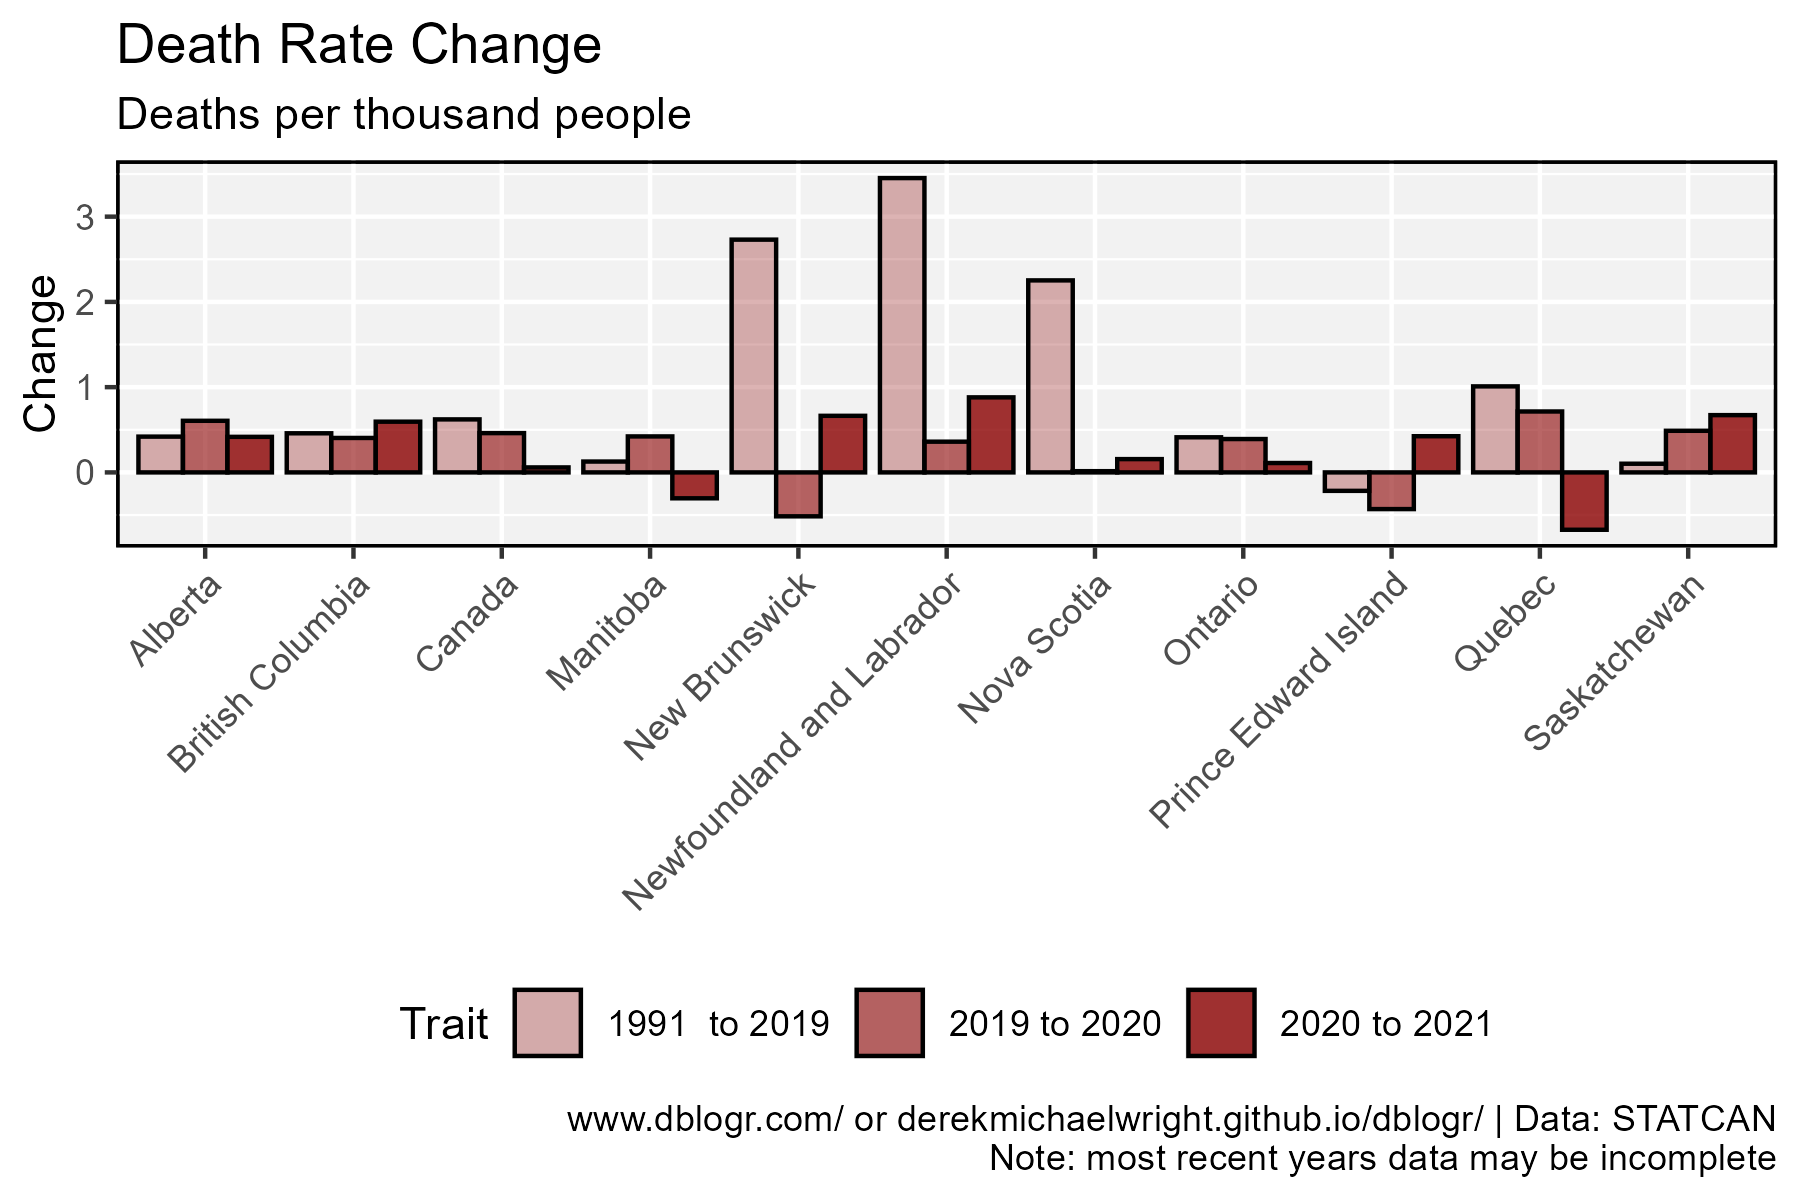 Death Rate Change
Deaths per thousand people
Change
3
2
1
0
Alberta
British Columbia
Canada
Manitoba
New Brunswick
Newfoundland and Labrador
Nova Scotia
Ontario
Prince Edward Island
Quebec
Saskatchewan
Trait 1991  to 2019 2019 to 2020 2020 to 2021
www.dblogr.com/ or derekmichaelwright.github.io/dblogr/ | Data: STATCAN
Note: most recent years data may be incomplete